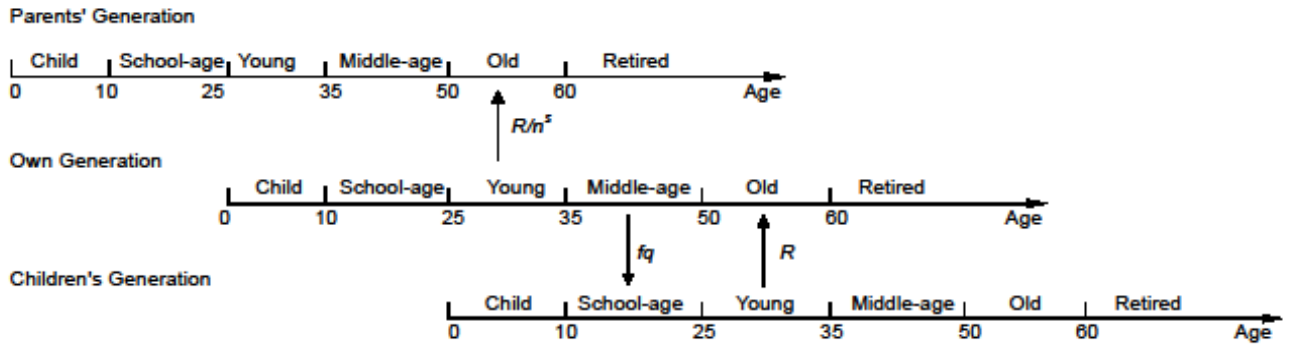 Parents' Generation
Child School-age Young Middle-age Old Retired
0 10 25 35 50 60 Age
R/nˢ
Own Generation
Child School-age Young Middle-age Old Retired
0 10 25 35 50 60 Age
fq R
Children's Generation
Child School-age Young Middle-age Old Retired
0 10 25 35 50 60 Age